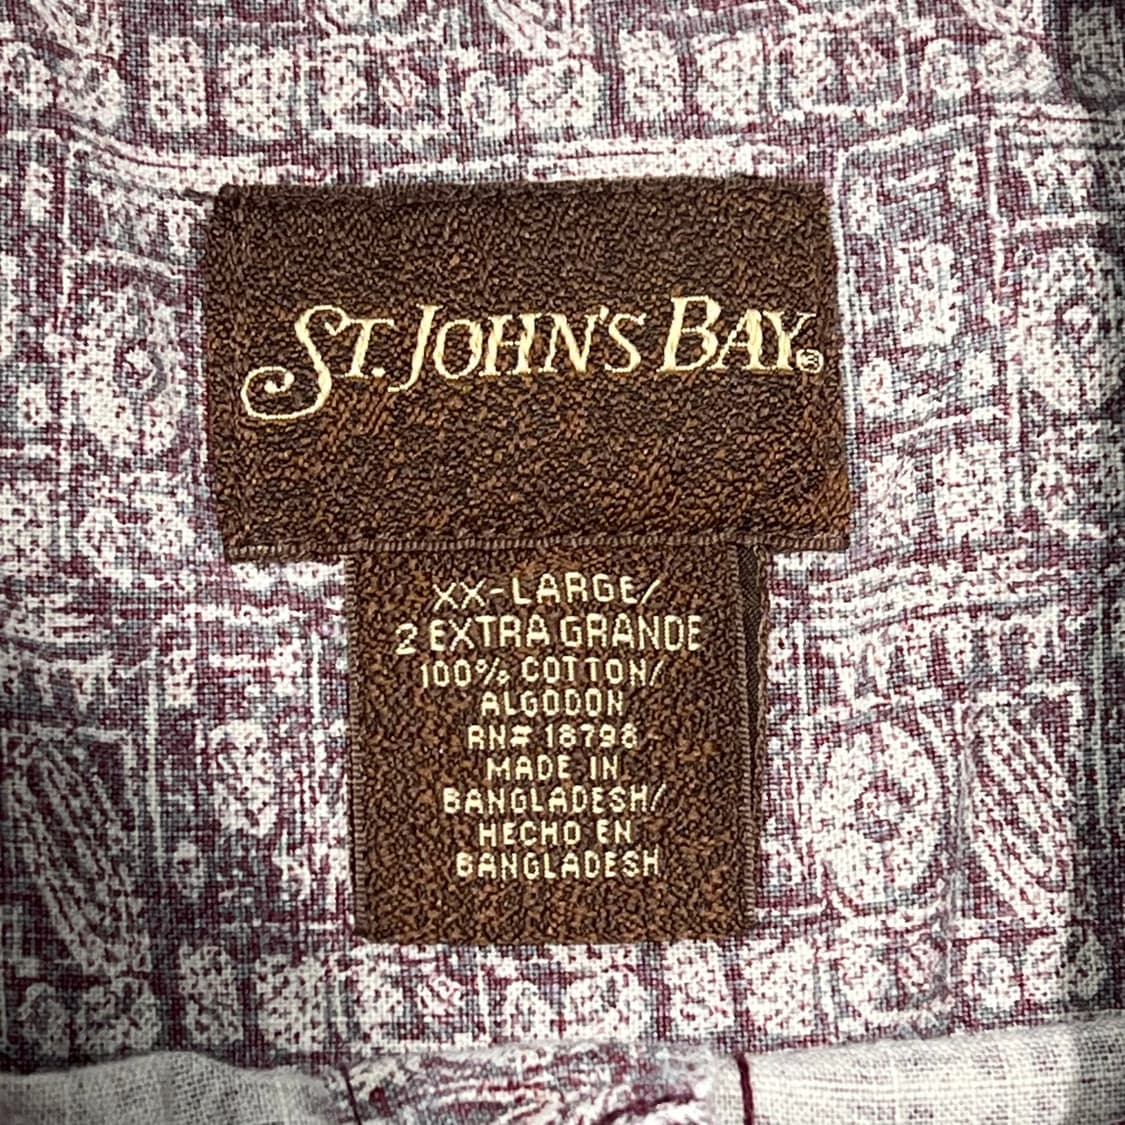 ST. JOHN'S BAY®
XX-LARGE/
2 EXTRA GRANDE
100% COTTON/
ALGODON
RN# 18798
MADE IN
BANGLADESH/
HECHO EN
BANGLADESH